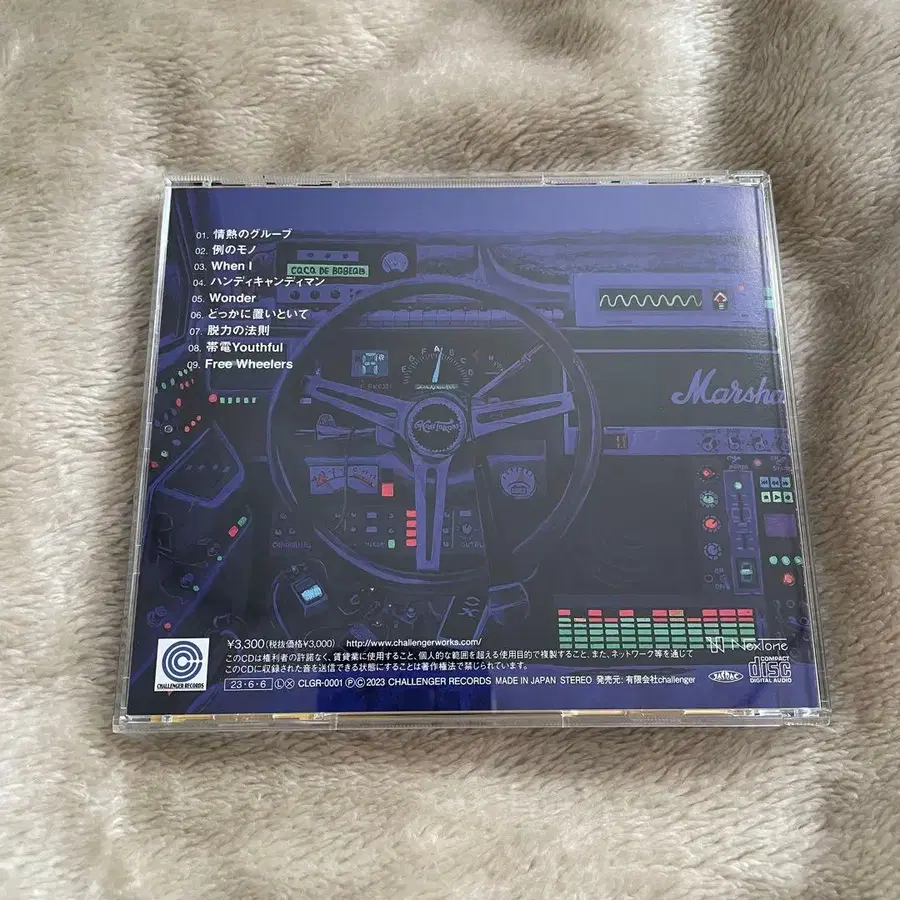 01. 情熱のグルーブ
02. 例のモノ
03. When I
04. ハンディキャンディマン
05. Wonder
06. どっかに置いといて
07. 脱力の法則
08. 帯電Youthful
09. Free Wheelers
Marsha
¥3,300(税抜価格¥3,000) http://www.challengerworks.com/
このCDは権利者の許諾なく、賃貸業に使用すること、個人的な範囲を超える使用目的で複製すること、また、ネットワーク等を通じて
このCDに収録された音を送信できる状態にすることは著作権法で禁じられています。
23・6・6 Ⓛ Ⓧ CLGR-0001 ⓅⒸ2023 CHALLENGER RECORDS MADE IN JAPAN STEREO 発売元: 有限会社challenger
CHALLENGER RECORDS
NexTone
JASRAC
COMPACT
disc
DIGITAL AUDIO